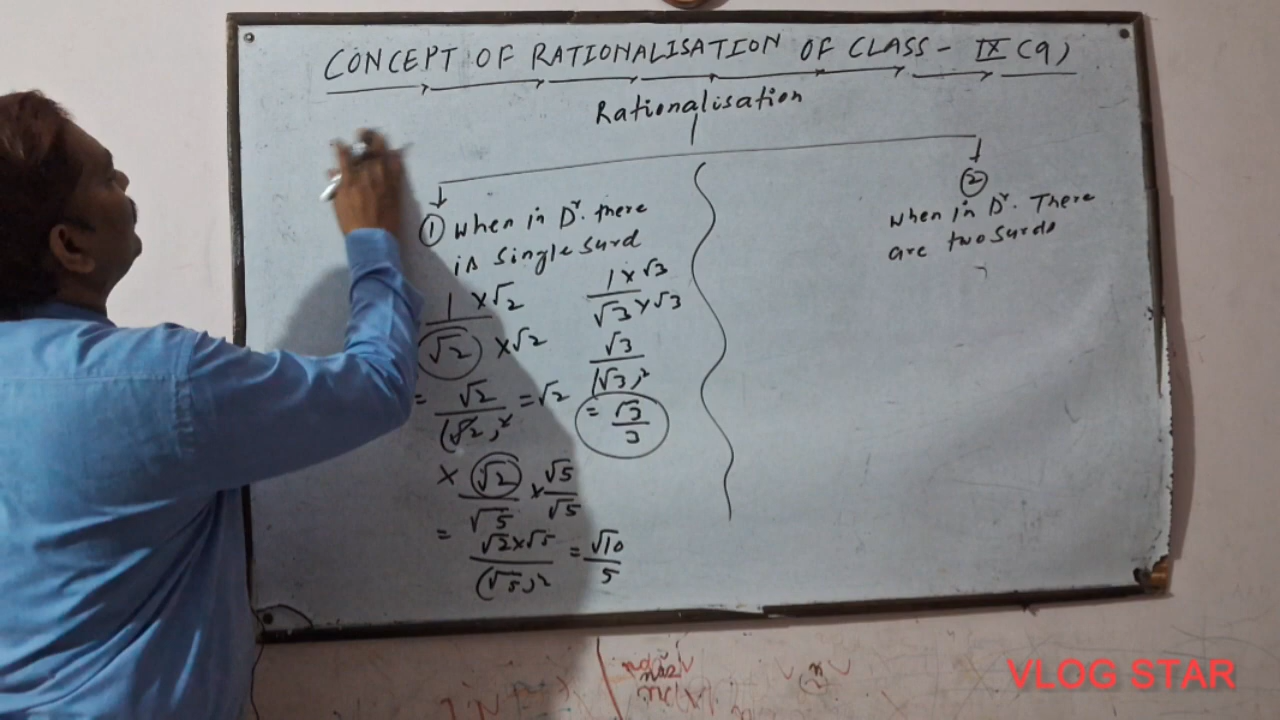 CONCEPT OF RATIONALISATION OF CLASS - IX (9)
Rationalisation
① When in Dʳ. there
is single surd
1 × √2
√2 × √2
= √2 / (√2)² = √2
1 × √3
√3 × √3
√3
(√3)²
= √3 / 3
× √2 / √5 × √5 / √5
= √2 × √5 / (√5)² = √10 / 5
②
When in Dʳ. There
are two surds
VLOG STAR